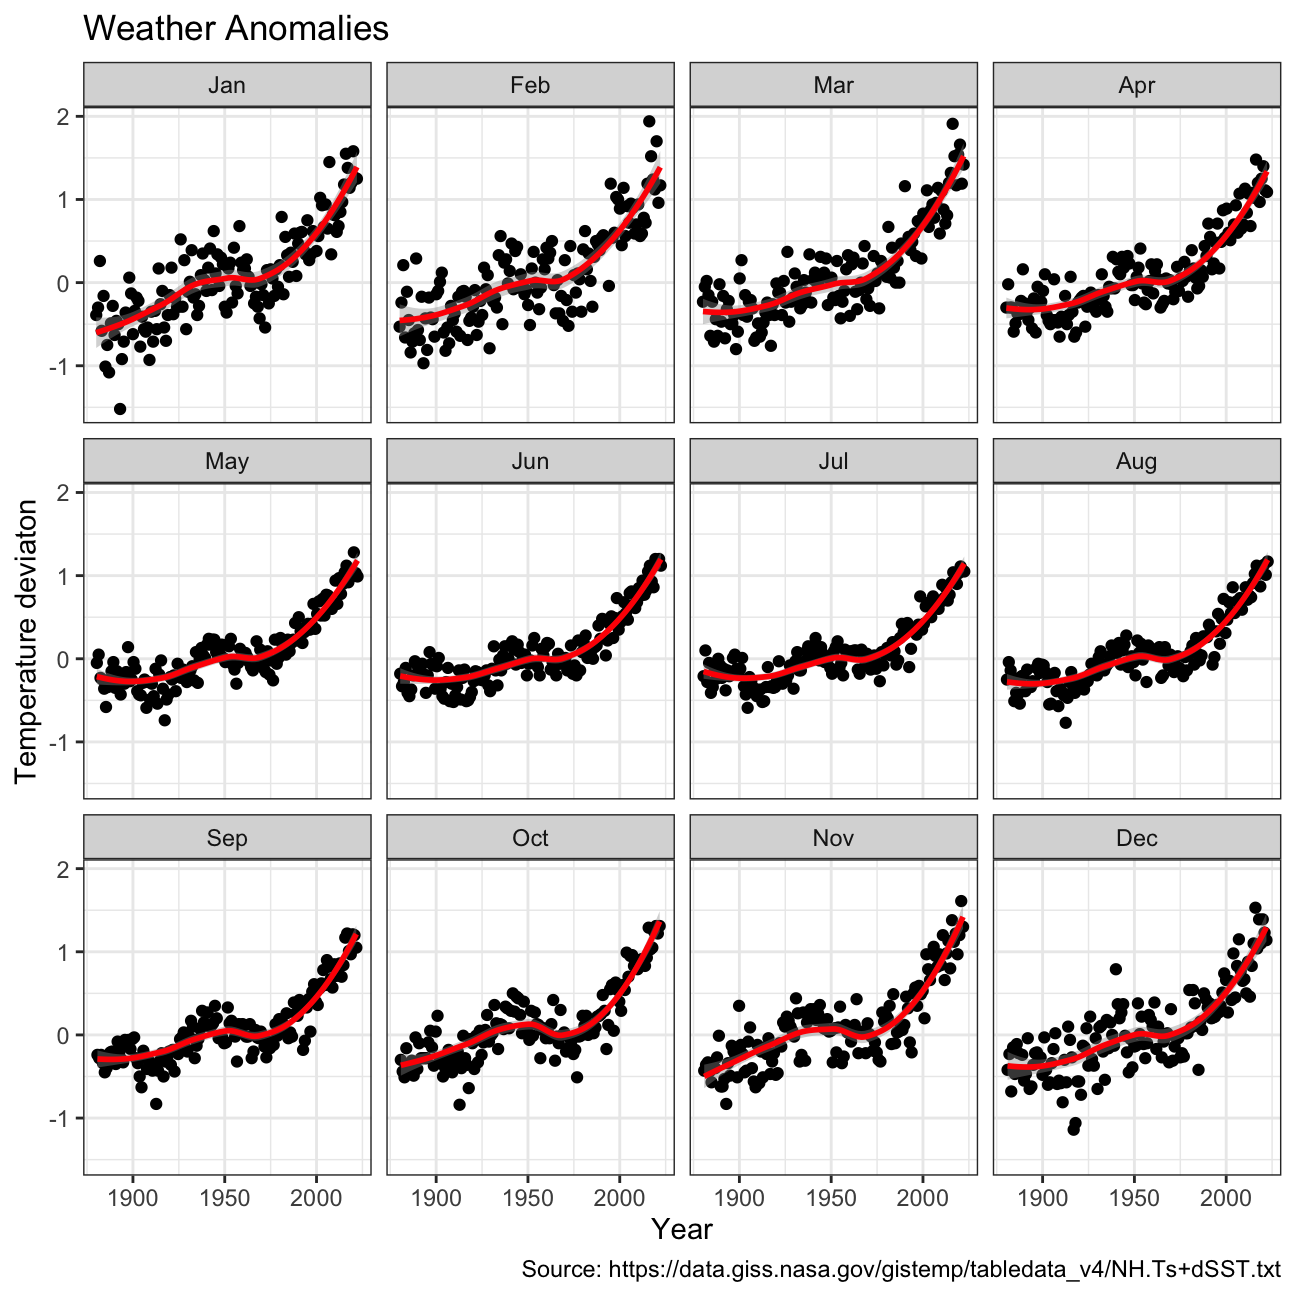 Weather Anomalies
Jan Feb Mar Apr
2
1
0
-1
May Jun Jul Aug
2
1
0
-1
Temperature deviaton
Sep Oct Nov Dec
2
1
0
-1
1900 1950 2000 1900 1950 2000 1900 1950 2000 1900 1950 2000
Year
Source: https://data.giss.nasa.gov/gistemp/tabledata_v4/NH.Ts+dSST.txt